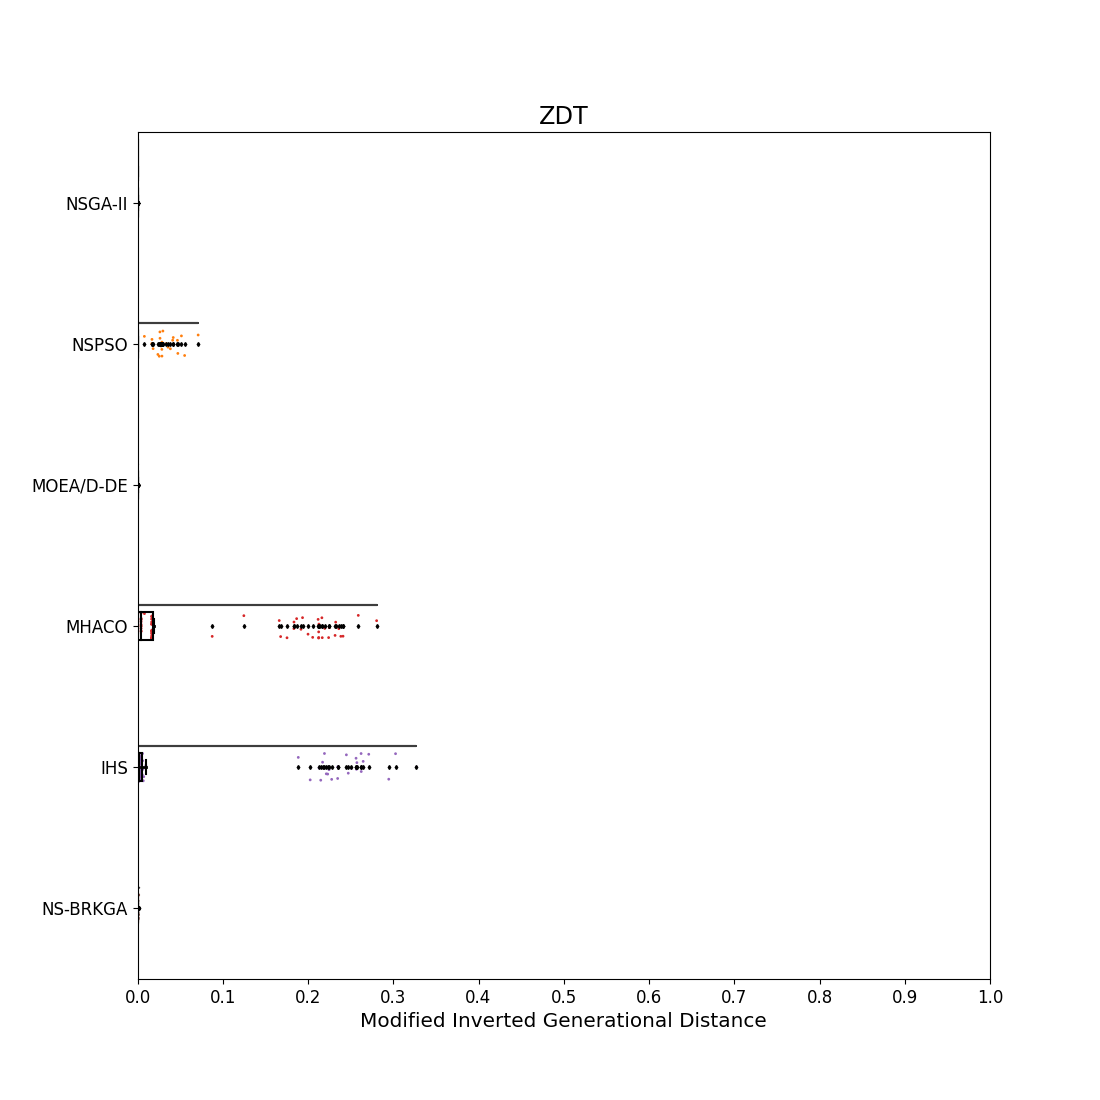 ZDT
NSGA-II
NSPSO
MOEA/D-DE
MHACO
IHS
NS-BRKGA
0.0 0.1 0.2 0.3 0.4 0.5 0.6 0.7 0.8 0.9 1.0
Modified Inverted Generational Distance